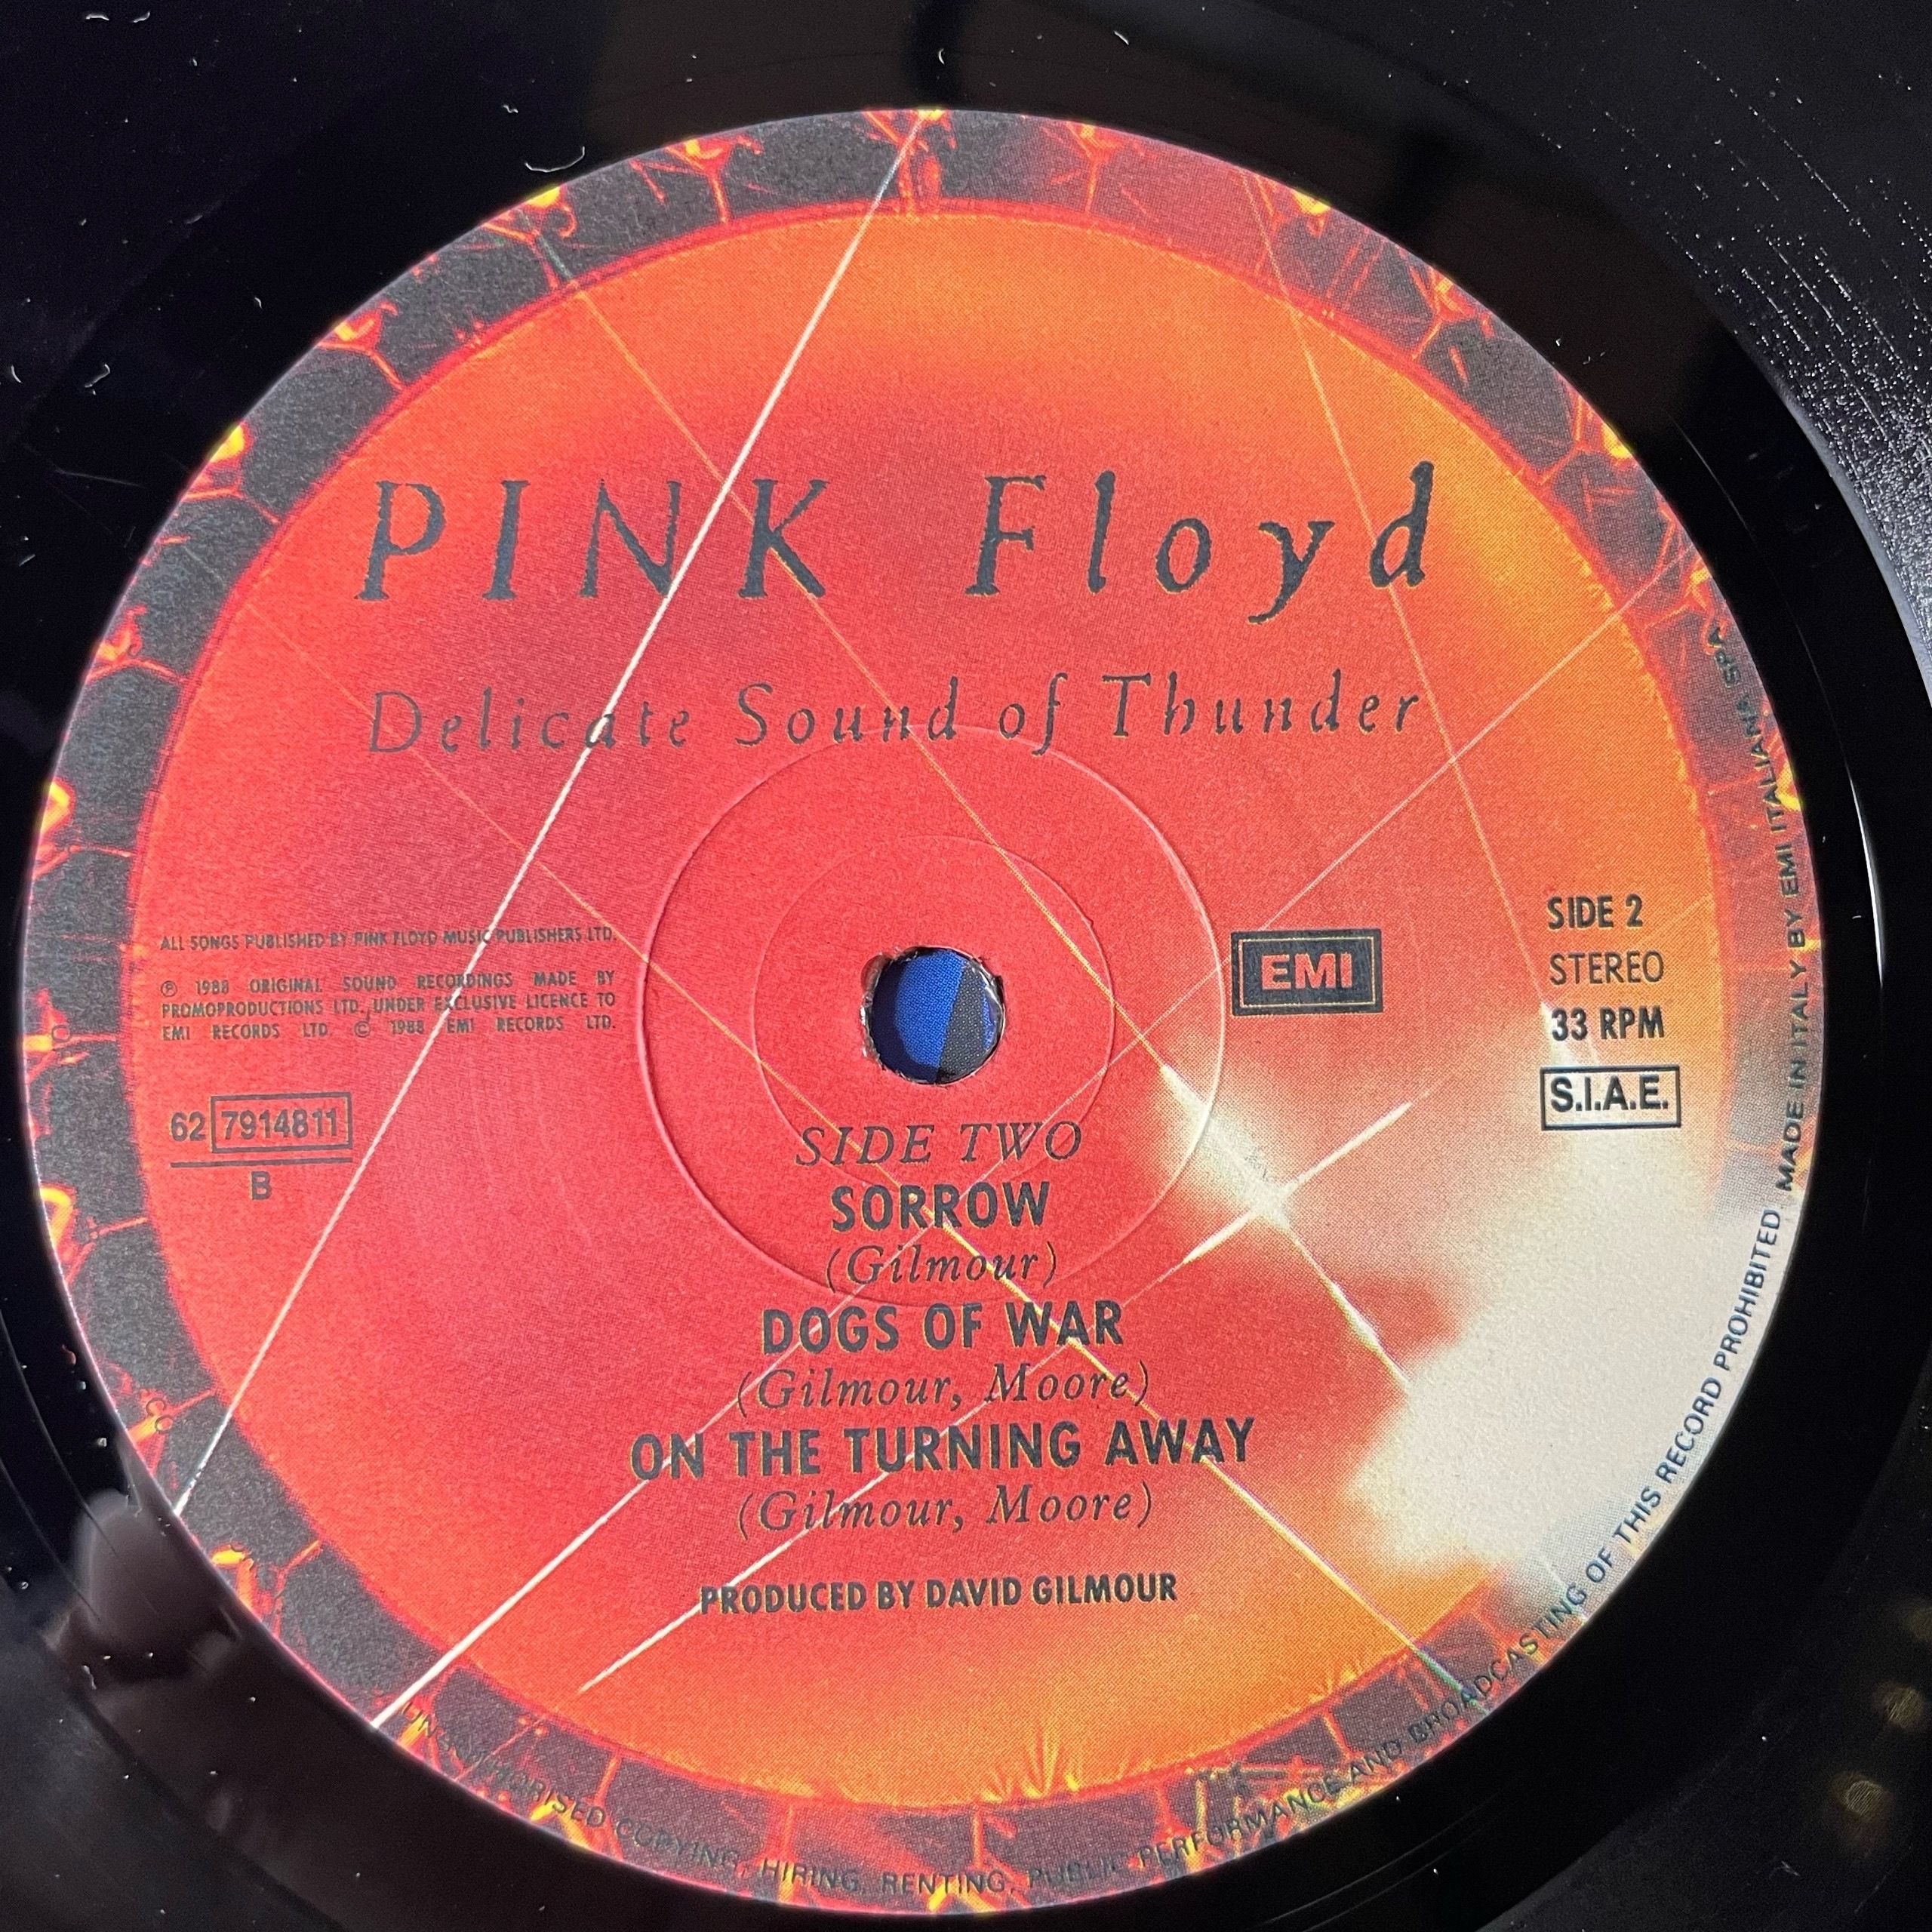 PINK Floyd
Delicate Sound of Thunder
ALL SONGS PUBLISHED BY PINK FLOYD MUSIC PUBLISHERS LTD.
℗ 1988 ORIGINAL SOUND RECORDINGS MADE BY
PROMOPRODUCTIONS LTD., UNDER EXCLUSIVE LICENCE TO
EMI RECORDS LTD. © 1988 EMI RECORDS LTD.
62 7914811
B
EMI
SIDE 2
STEREO
33 RPM
S.I.A.E.
SIDE TWO
SORROW
(Gilmour)
DOGS OF WAR
(Gilmour, Moore)
ON THE TURNING AWAY
(Gilmour, Moore)
PRODUCED BY DAVID GILMOUR
UNAUTHORISED COPYING, HIRING, RENTING, PUBLIC PERFORMANCE AND BROADCASTING OF THIS RECORD PROHIBITED MADE IN ITALY BY EMI ITALIANA SPA